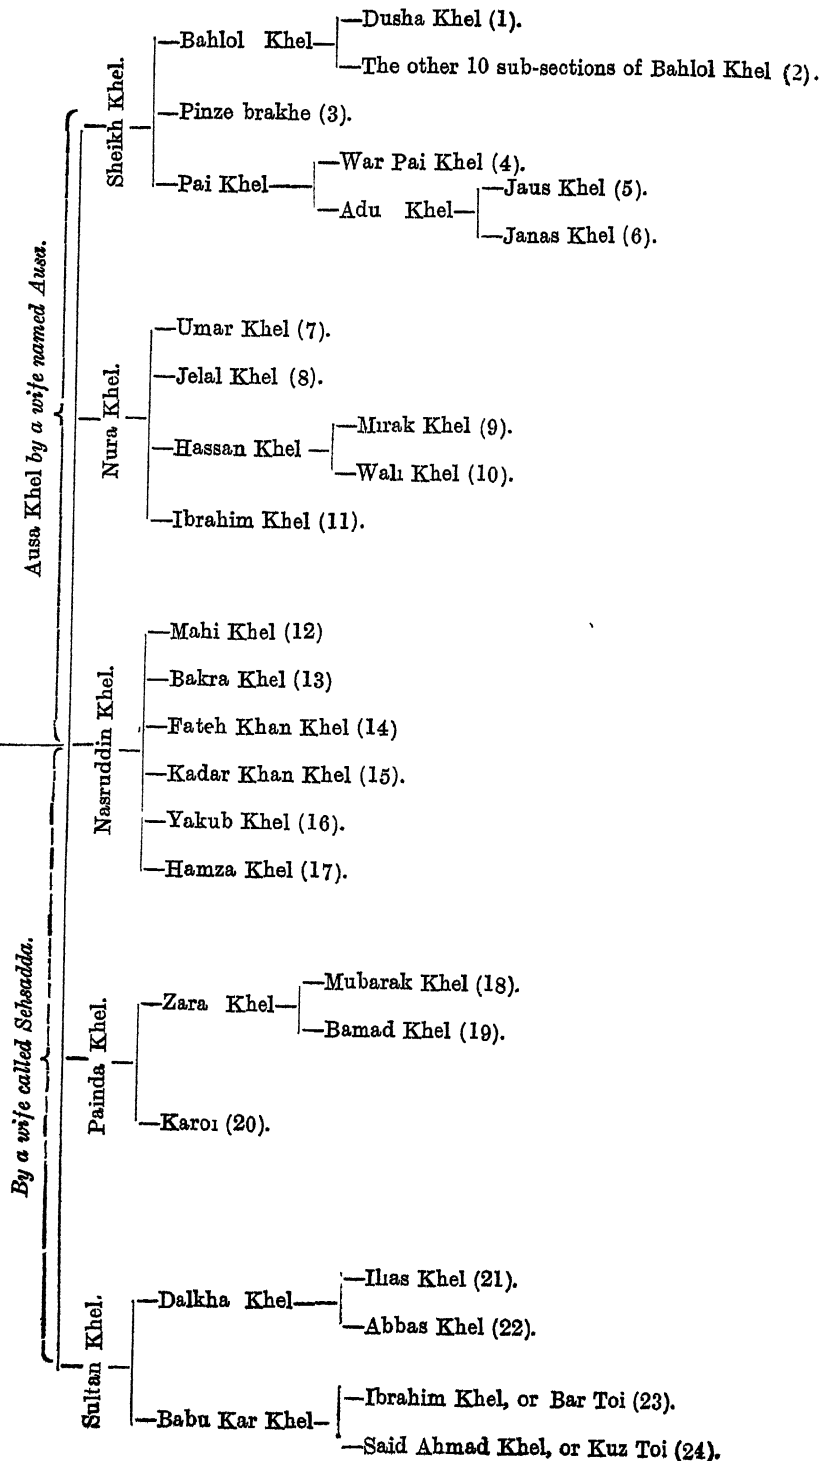 Ausa Khel by a wife named Ausa.
Sheikh Khel.
Bahlol Khel
Dusha Khel (1).
The other 10 sub-sections of Bahlol Khel (2).
Pinze brakhe (3).
Pai Khel
War Pai Khel (4).
Adu Khel
Jaus Khel (5).
Janas Khel (6).
Nura Khel.
Umar Khel (7).
Jelal Khel (8).
Hassan Khel
Mırak Khel (9).
Walı Khel (10).
Ibrahim Khel (11).
Nasruddin Khel.
Mahi Khel (12)
Bakra Khel (13)
Fateh Khan Khel (14)
Kadar Khan Khel (15).
Yakub Khel (16).
Hamza Khel (17).
By a wife called Sehsadda.
Painda Khel.
Zara Khel
Mubarak Khel (18).
Bamad Khel (19).
Karoı (20).
Sultan Khel.
Dalkha Khel
Ilıas Khel (21).
Abbas Khel (22).
Babu Kar Khel
Ibrahim Khel, or Bar Toi (23).
Said Ahmad Khel, or Kuz Toi (24).